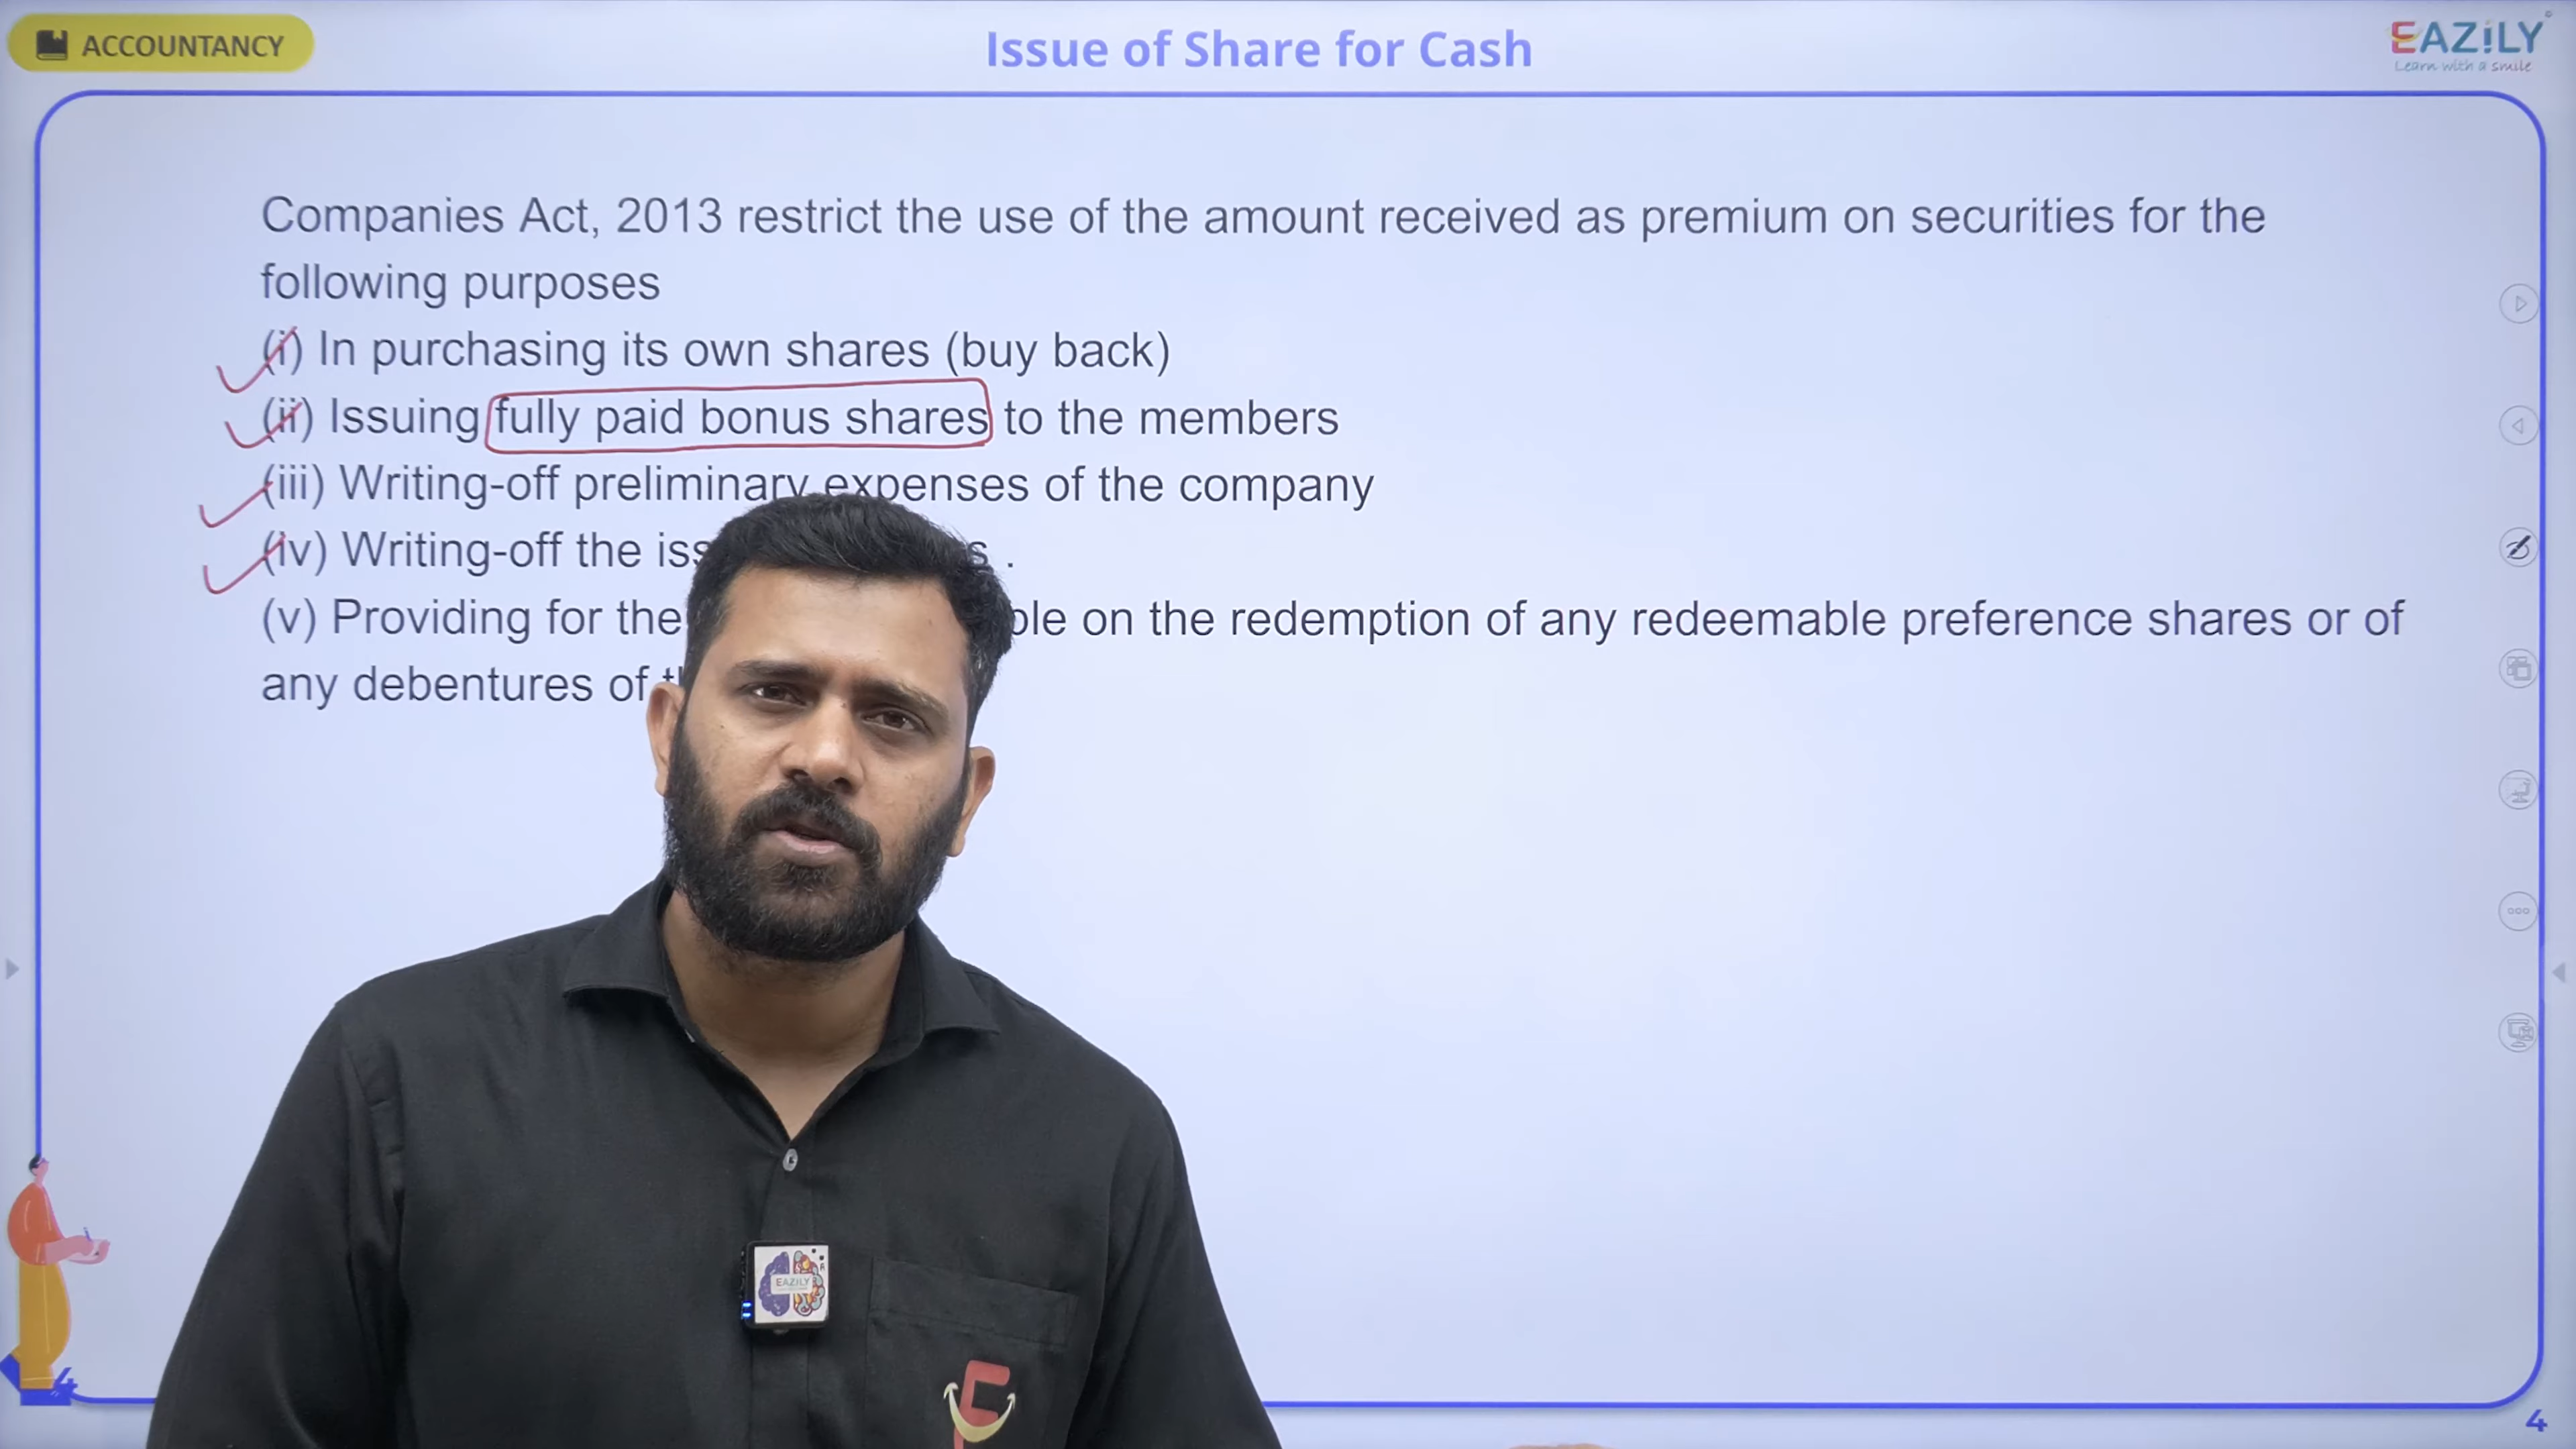 ACCOUNTANCY
Issue of Share for Cash
EAZiLY
Learn with a smile
Companies Act, 2013 restrict the use of the amount received as premium on securities for the
following purposes
(i) In purchasing its own shares (buy back)
(ii) Issuing fully paid bonus shares to the members
(iii) Writing-off preliminary expenses of the company
(iv) Writing-off the
(v) Providing for the on the redemption of any redeemable preference shares or of
any debentures of
EAZiLY
4
4